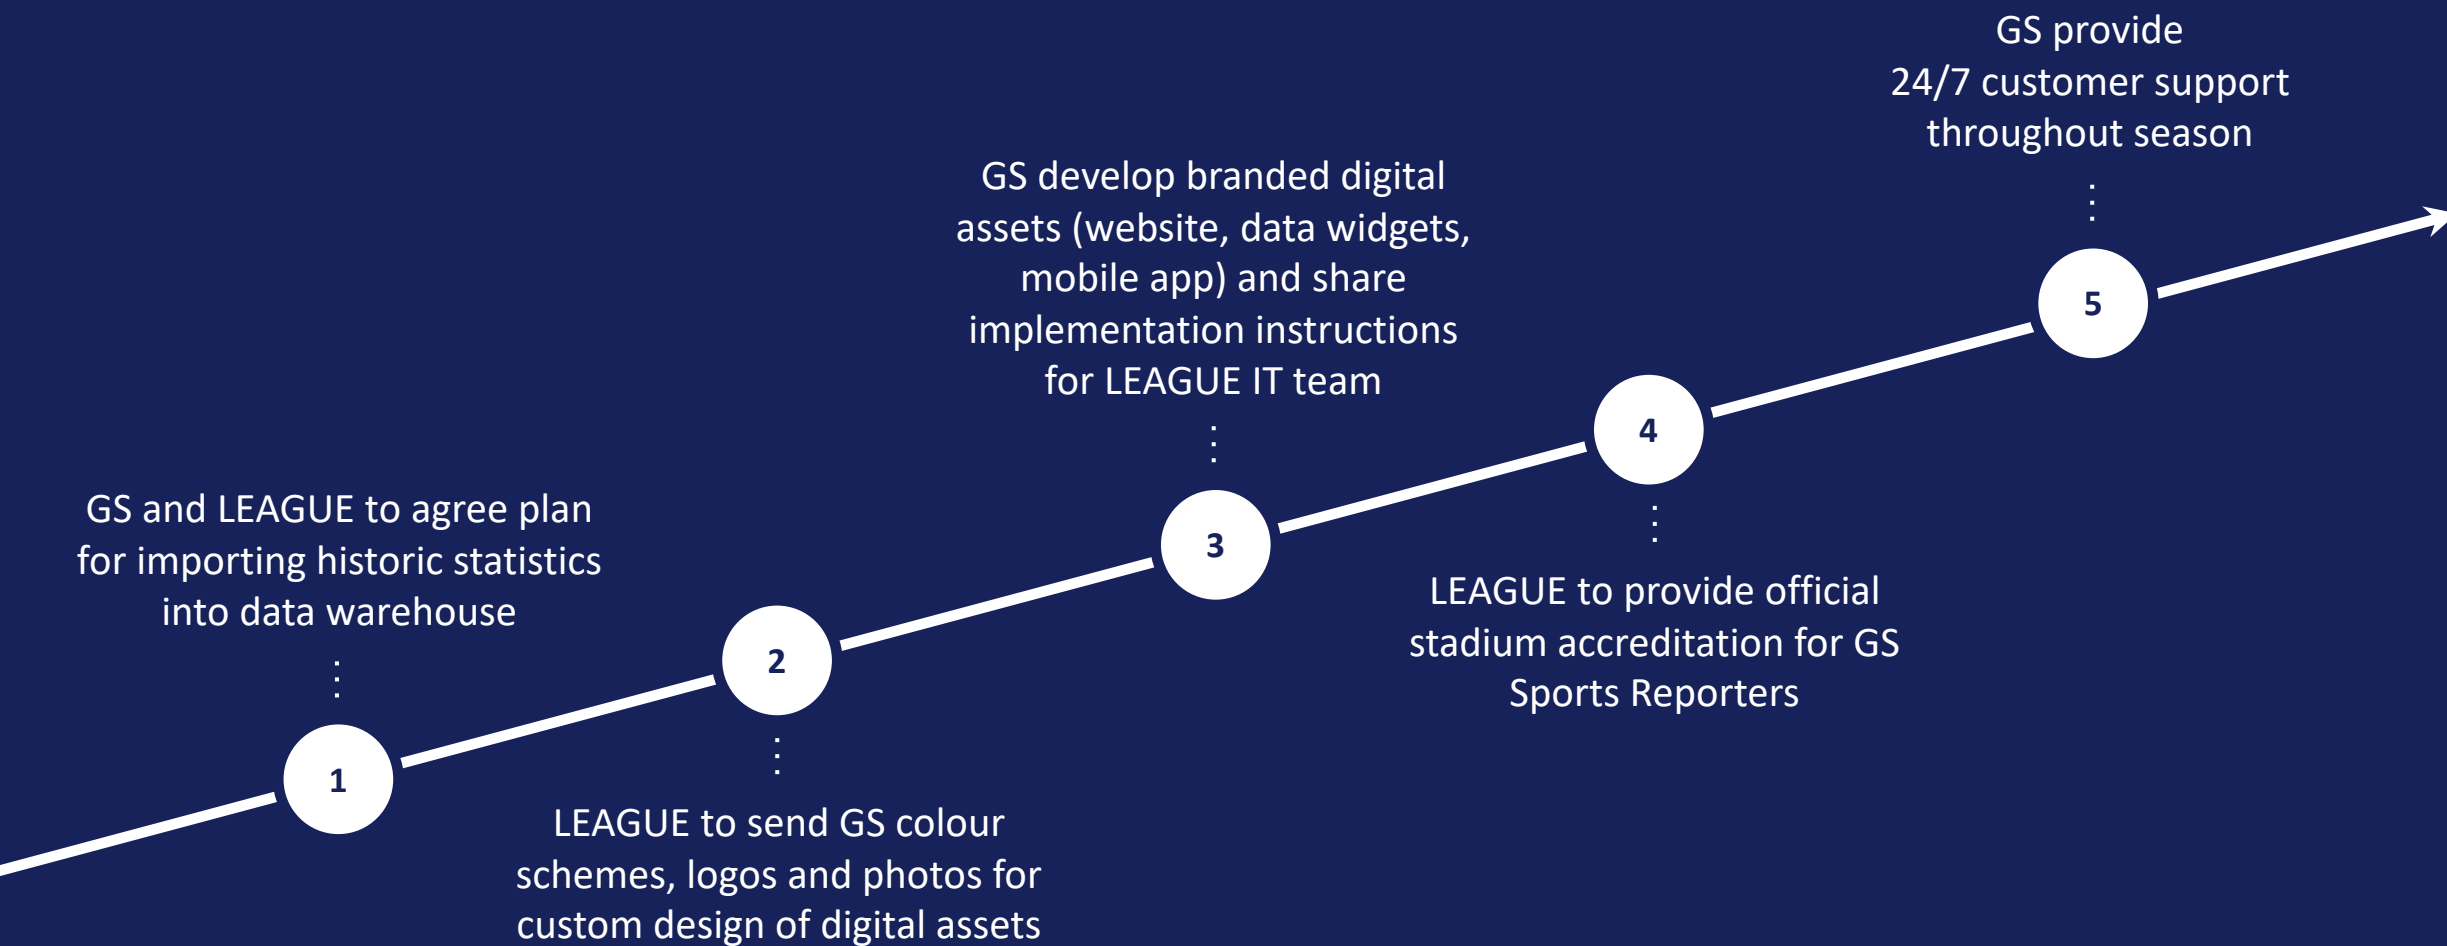 GS and LEAGUE to agree plan
for importing historic statistics
into data warehouse
1
2
LEAGUE to send GS colour
schemes, logos and photos for
custom design of digital assets
GS develop branded digital
assets (website, data widgets,
mobile app) and share
implementation instructions
for LEAGUE IT team
3
4
LEAGUE to provide official
stadium accreditation for GS
Sports Reporters
GS provide
24/7 customer support
throughout season
5